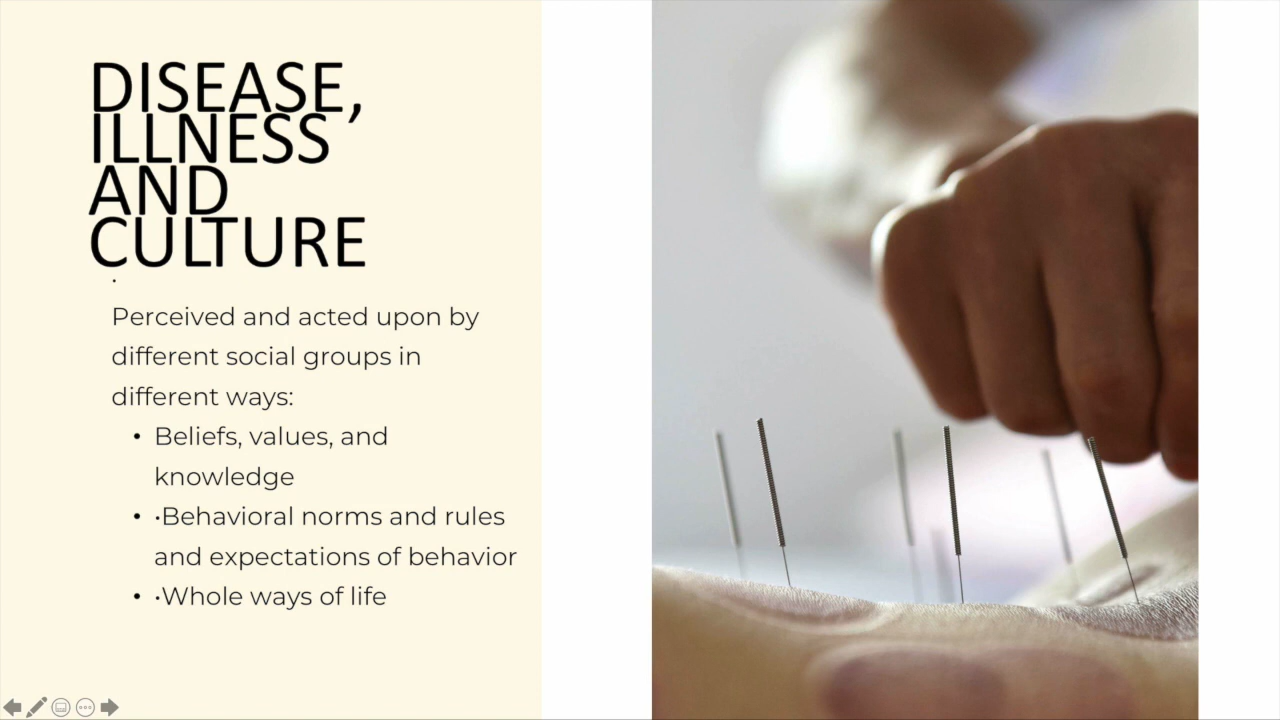 DISEASE,
ILLNESS
AND
CULTURE
·
Perceived and acted upon by
different social groups in
different ways:
• Beliefs, values, and
knowledge
• ·Behavioral norms and rules
and expectations of behavior
• ·Whole ways of life